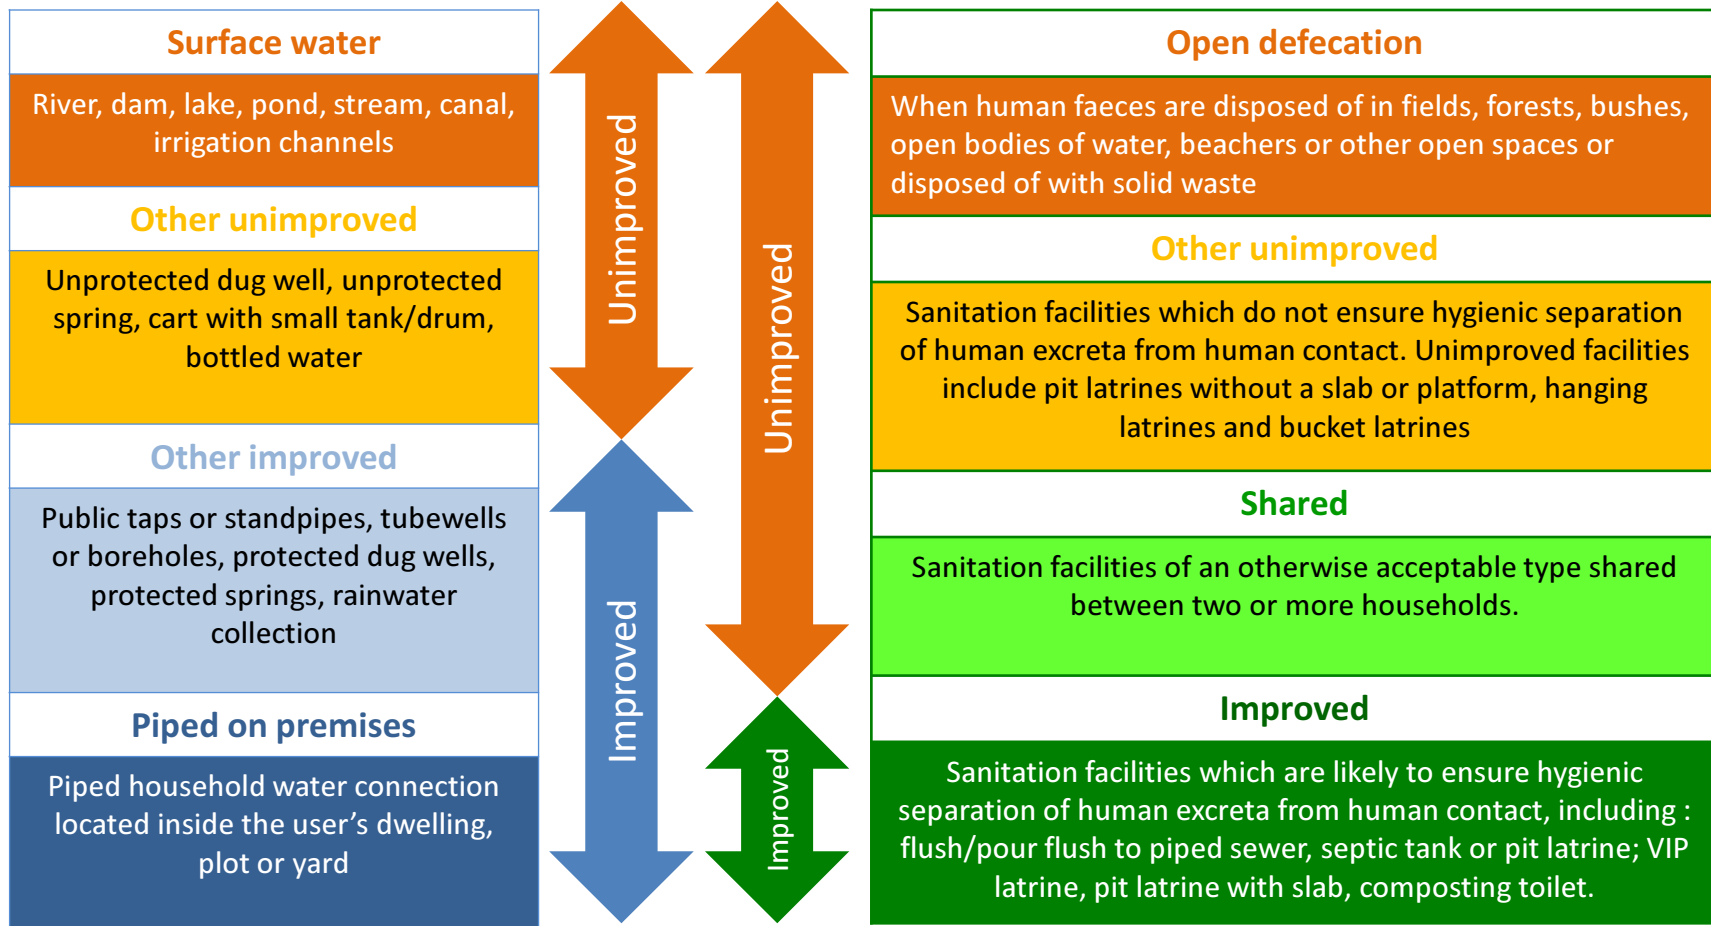 Surface water
River, dam, lake, pond, stream, canal,
irrigation channels
Other unimproved
Unprotected dug well, unprotected
spring, cart with small tank/drum,
bottled water
Other improved
Public taps or standpipes, tubewells
or boreholes, protected dug wells,
protected springs, rainwater
collection
Piped on premises
Piped household water connection
located inside the user’s dwelling,
plot or yard
Unimproved
Improved
Unimproved
Improved
Open defecation
When human faeces are disposed of in fields, forests, bushes,
open bodies of water, beachers or other open spaces or
disposed of with solid waste
Other unimproved
Sanitation facilities which do not ensure hygienic separation
of human excreta from human contact. Unimproved facilities
include pit latrines without a slab or platform, hanging
latrines and bucket latrines
Shared
Sanitation facilities of an otherwise acceptable type shared
between two or more households.
Improved
Sanitation facilities which are likely to ensure hygienic
separation of human excreta from human contact, including :
flush/pour flush to piped sewer, septic tank or pit latrine; VIP
latrine, pit latrine with slab, composting toilet.